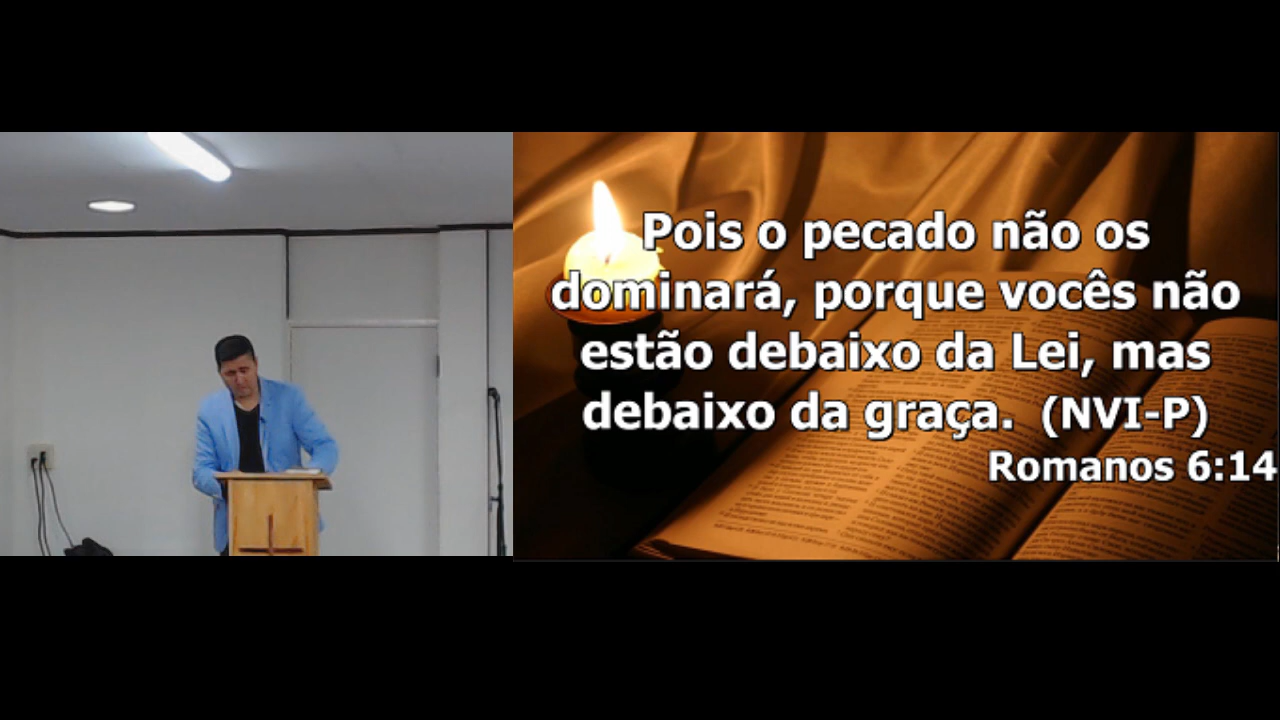 Pois o pecado não os
dominará, porque vocês não
estão debaixo da Lei, mas
debaixo da graça. (NVI-P)
Romanos 6:14